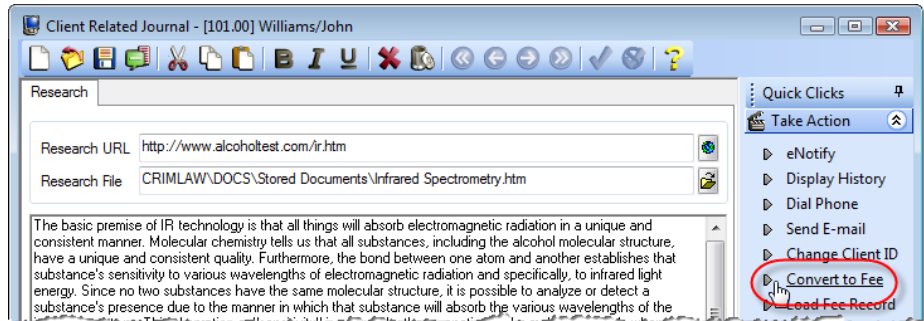 Client Related Journal - [101.00] Williams/John
B I U
Research
Research URL http://www.alcoholtest.com/ir.htm
Research File CRIMLAW\DOCS\Stored Documents\Infrared Spectrometry.htm
The basic premise of IR technology is that all things will absorb electromagnetic radiation in a unique and
consistent manner. Molecular chemistry tells us that all substances, including the alcohol molecular structure,
have a unique and consistent quality. Furthermore, the bond between one atom and another establishes that
substance's sensitivity to various wavelengths of electromagnetic radiation and specifically, to infrared light
energy. Since no two substances have the same molecular structure, it is possible to analyze or detect a
substance's presence due to the manner in which that substance will absorb the various wavelengths of the
Quick Clicks
Take Action
eNotify
Display History
Dial Phone
Send E-mail
Change Client ID
Convert to Fee
Load Fee Record